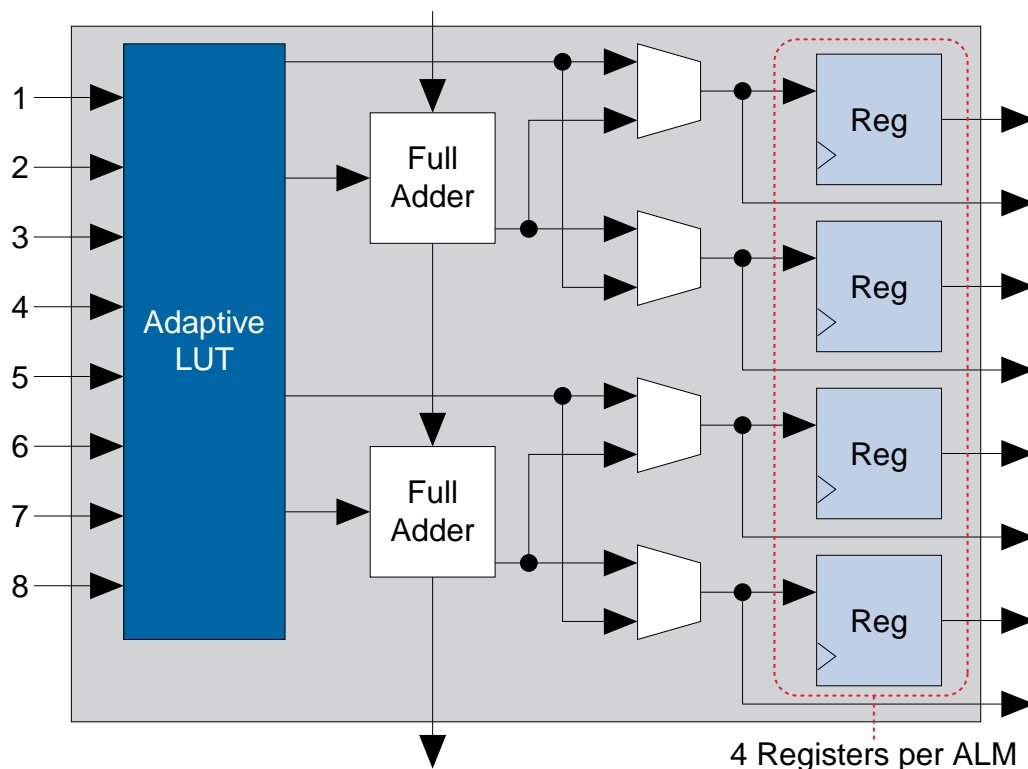 1
2
3
4
5
6
7
8
Adaptive
LUT
Full
Adder
Full
Adder
Reg
Reg
Reg
Reg
4 Registers per ALM